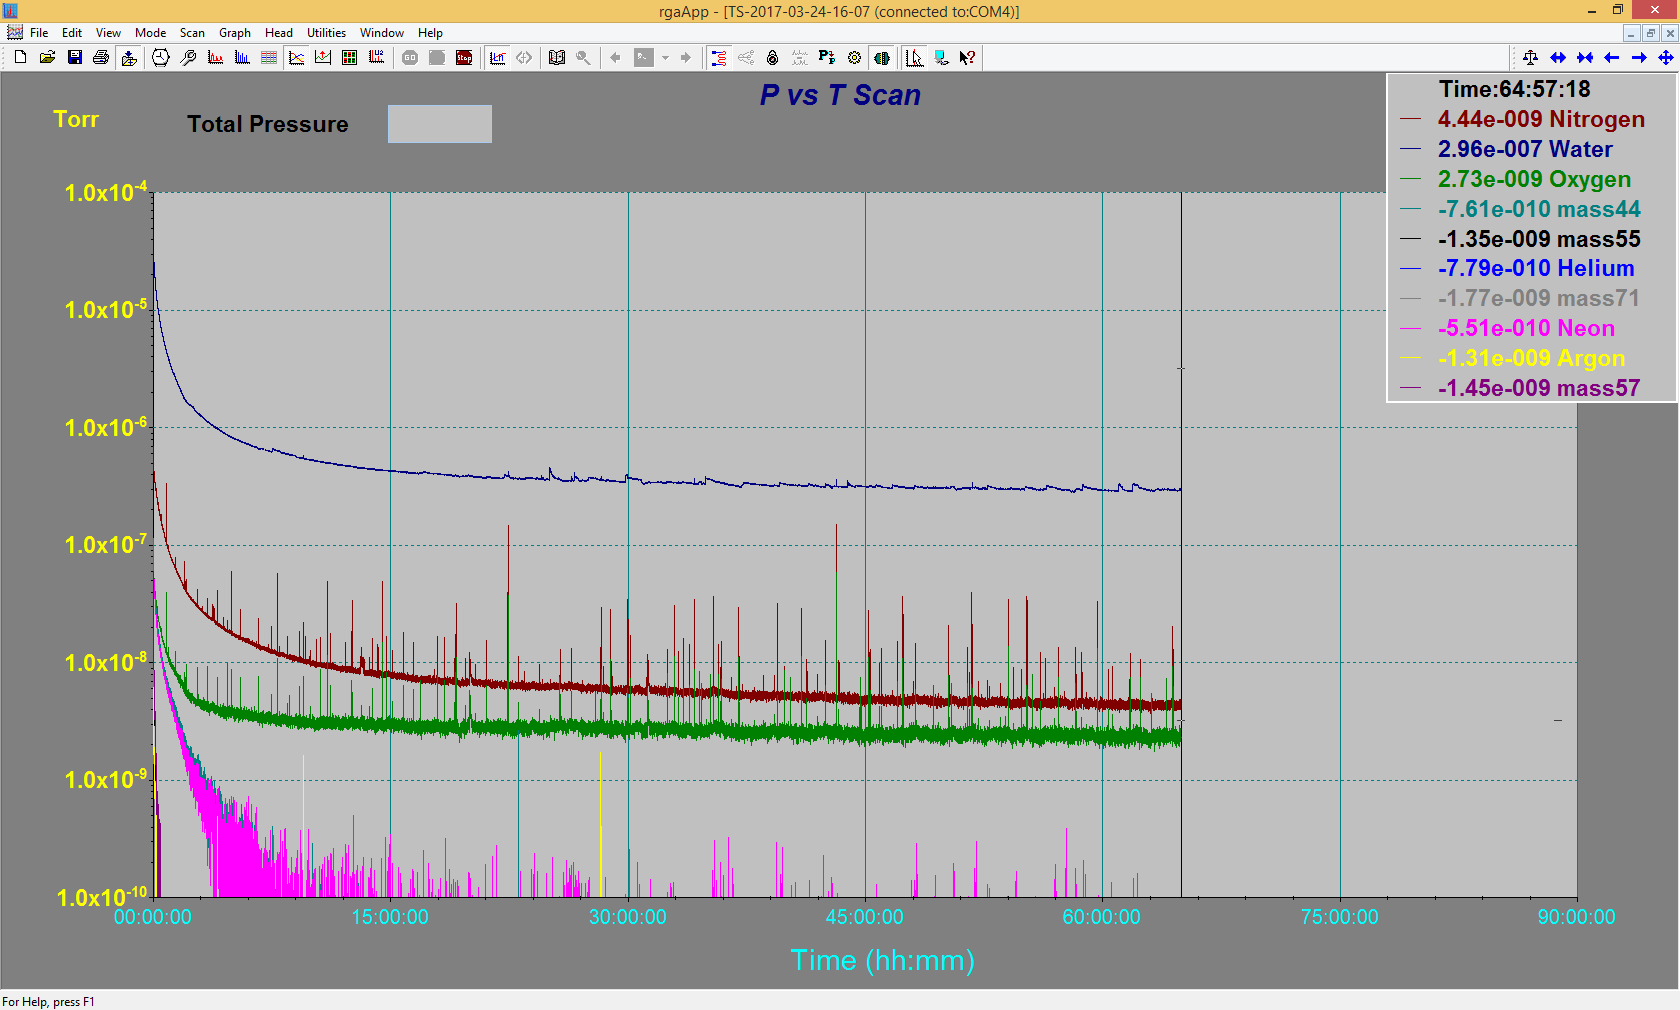 rgaApp - [TS-2017-03-24-16-07 (connected to:COM4)]
File Edit View Mode Scan Graph Head Utilities Window Help
GO Stop
P vs T Scan
Torr
Total Pressure
Time:64:57:18
4.44e-009 Nitrogen
2.96e-007 Water
2.73e-009 Oxygen
-7.61e-010 mass44
-1.35e-009 mass55
-7.79e-010 Helium
-1.77e-009 mass71
-5.51e-010 Neon
-1.31e-009 Argon
-1.45e-009 mass57
1.0x10-4
1.0x10-5
1.0x10-6
1.0x10-7
1.0x10-8
1.0x10-9
1.0x10-10
00:00:00 15:00:00 30:00:00 45:00:00 60:00:00 75:00:00 90:00:00
Time (hh:mm)
For Help, press F1